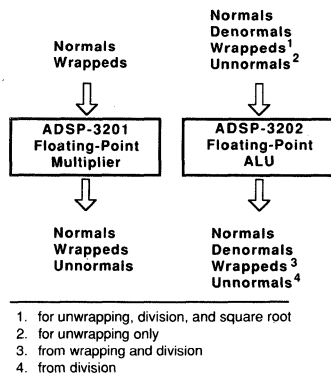 Normals
Wrappeds
Normals
Denormals
Wrappeds¹
Unnormals²
ADSP-3201
Floating-Point
Multiplier
ADSP-3202
Floating-Point
ALU
Normals
Wrappeds
Unnormals
Normals
Denormals
Wrappeds³
Unnormals⁴
1. for unwrapping, division, and square root
2. for unwrapping only
3. from wrapping and division
4. from division